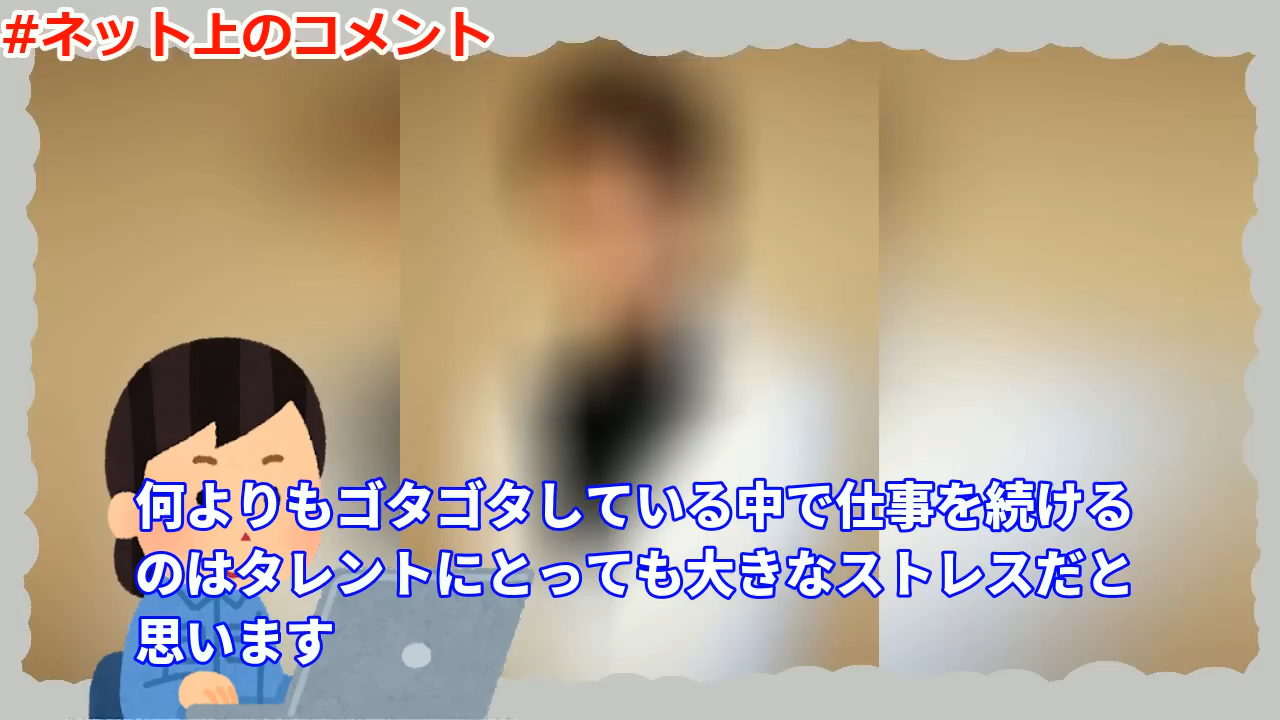 #ネット上のコメント
何よりもゴタゴタしている中で仕事を続ける
のはタレントにとっても大きなストレスだと
思います